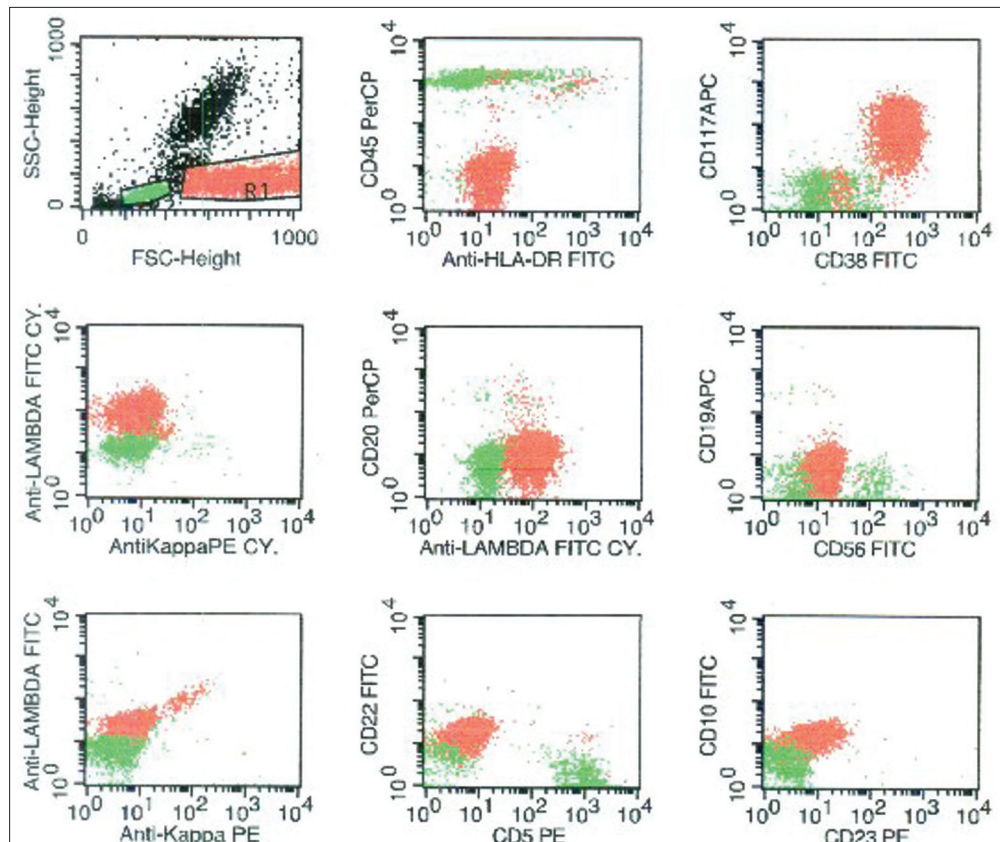 1000
SSC-Height
0
R1
0
1000
FSC-Height
10^4
CD45 PerCP
10^0
10^0 10^1 10^2 10^3 10^4
Anti-HLA-DR FITC
10^4
CD117APC
10^0
10^0 10^1 10^2 10^3 10^4
CD38 FITC
10^4
Anti-LAMBDA FITC CY.
10^0
10^0 10^1 10^2 10^3 10^4
AntiKappaPE CY.
10^4
CD20 PerCP
10^0
10^0 10^1 10^2 10^3 10^4
Anti-LAMBDA FITC CY.
10^4
CD19APC
10^0
10^0 10^1 10^2 10^3 10^4
CD56 FITC
10^4
Anti-LAMBDA FITC
10^0
10^0 10^1 10^2 10^3 10^4
Anti-Kappa PE
10^4
CD22 FITC
10^0
10^0 10^1 10^2 10^3 10^4
CD5 PE
10^4
CD10 FITC
10^0
10^0 10^1 10^2 10^3 10^4
CD23 PE